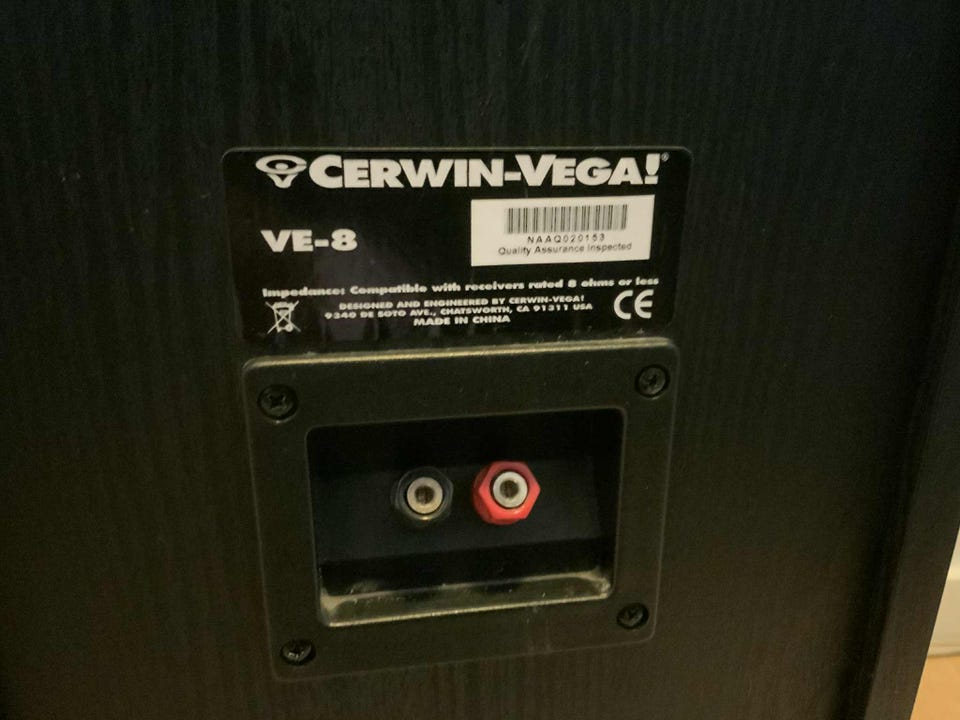 CERWIN-VEGA!®
VE-8
NAAQ020153
Quality Assurance Inspected
Impedance: Compatible with receivers rated 8 ohms or less
DESIGNED AND ENGINEERED BY CERWIN-VEGA!
9340 DE SOTO AVE., CHATSWORTH, CA 91311 USA
MADE IN CHINA
CE